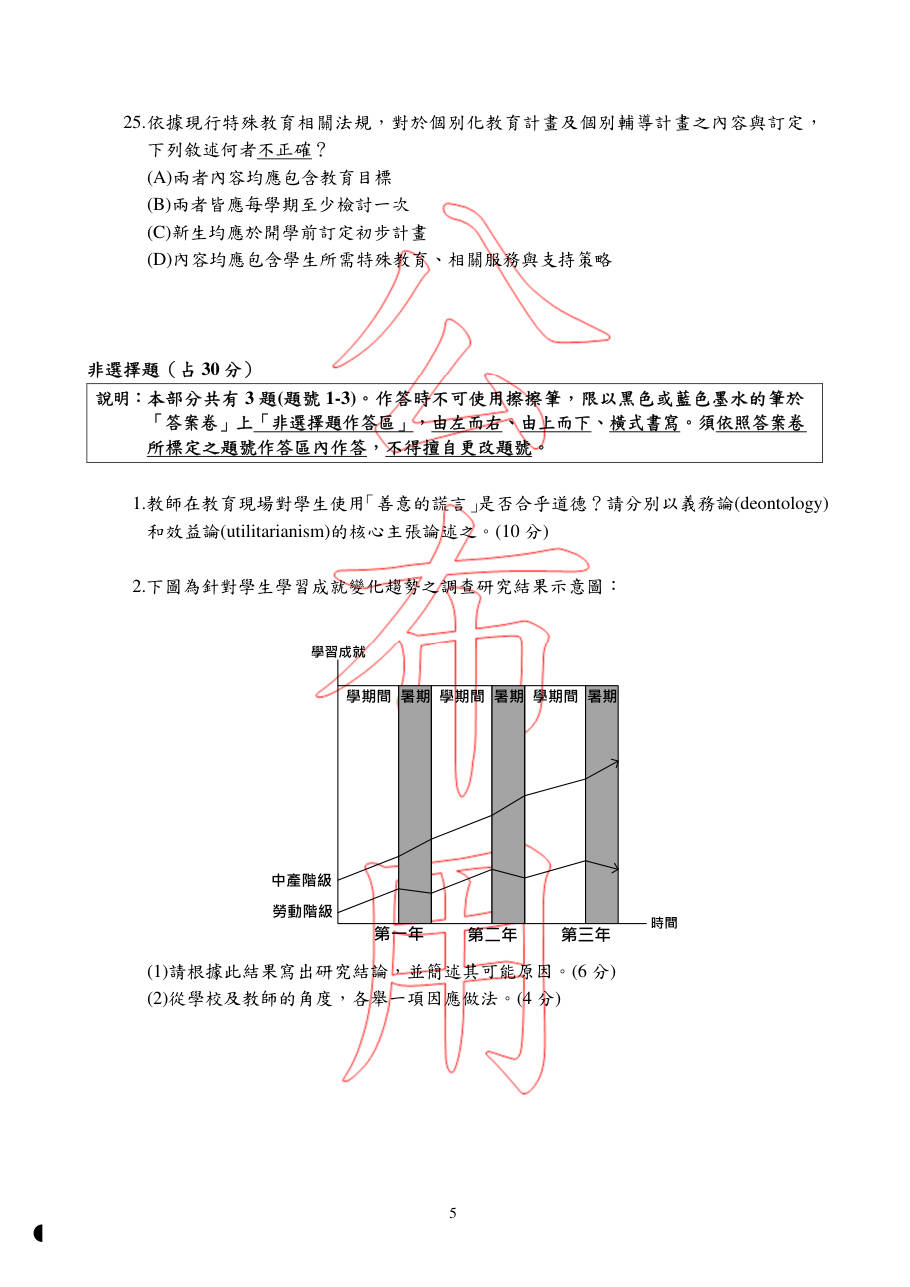 25.依據現行特殊教育相關法規，對於個別化教育計畫及個別輔導計畫之內容與訂定，
下列敘述何者不正確？
(A)兩者內容均應包含教育目標
(B)兩者皆應每學期至少檢討一次
(C)新生均應於開學前訂定初步計畫
(D)內容均應包含學生所需特殊教育、相關服務與支持策略
非選擇題（占 30 分）
說明：本部分共有 3 題(題號 1-3)。作答時不可使用擦擦筆，限以黑色或藍色墨水的筆於
「答案卷」上「非選擇題作答區」，由左而右、由上而下、橫式書寫。須依照答案卷
所標定之題號作答區內作答，不得擅自更改題號。
1.教師在教育現場對學生使用「善意的謊言」是否合乎道德？請分別以義務論(deontology)
和效益論(utilitarianism)的核心主張論述之。(10 分)
2.下圖為針對學生學習成就變化趨勢之調查研究結果示意圖：
學習成就
學期間 暑期 學期間 暑期 學期間 暑期
中產階級
勞動階級
時間
第一年 第二年 第三年
(1)請根據此結果寫出研究結論，並簡述其可能原因。(6 分)
(2)從學校及教師的角度，各舉一項因應做法。(4 分)
5
公布用